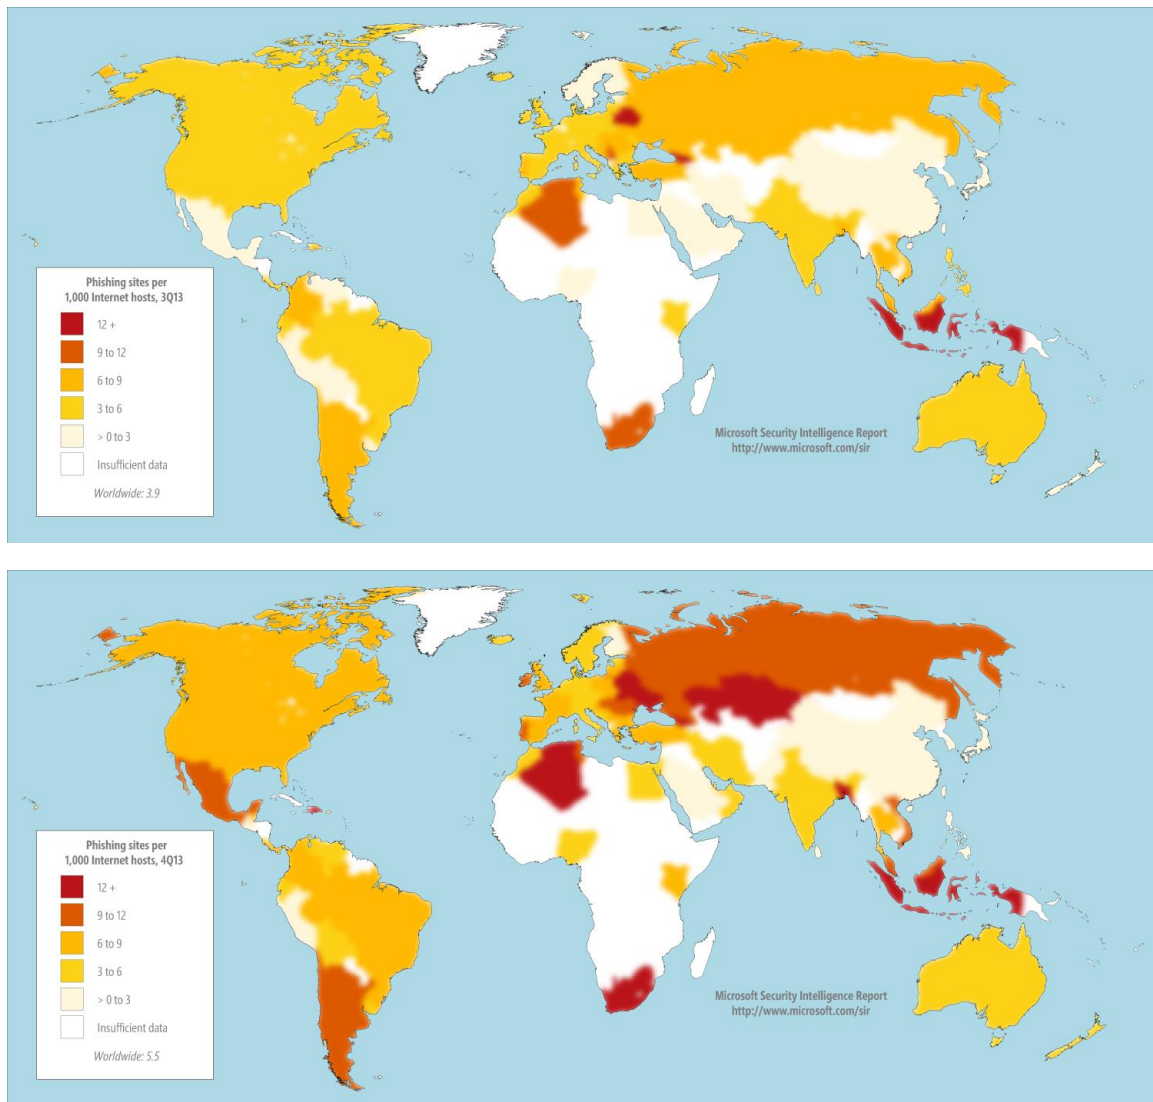 Phishing sites per
1,000 Internet hosts, 3Q13
12 +
9 to 12
6 to 9
3 to 6
> 0 to 3
Insufficient data
Worldwide: 3.9
Microsoft Security Intelligence Report
http://www.microsoft.com/sir
Phishing sites per
1,000 Internet hosts, 4Q13
12 +
9 to 12
6 to 9
3 to 6
> 0 to 3
Insufficient data
Worldwide: 5.5
Microsoft Security Intelligence Report
http://www.microsoft.com/sir